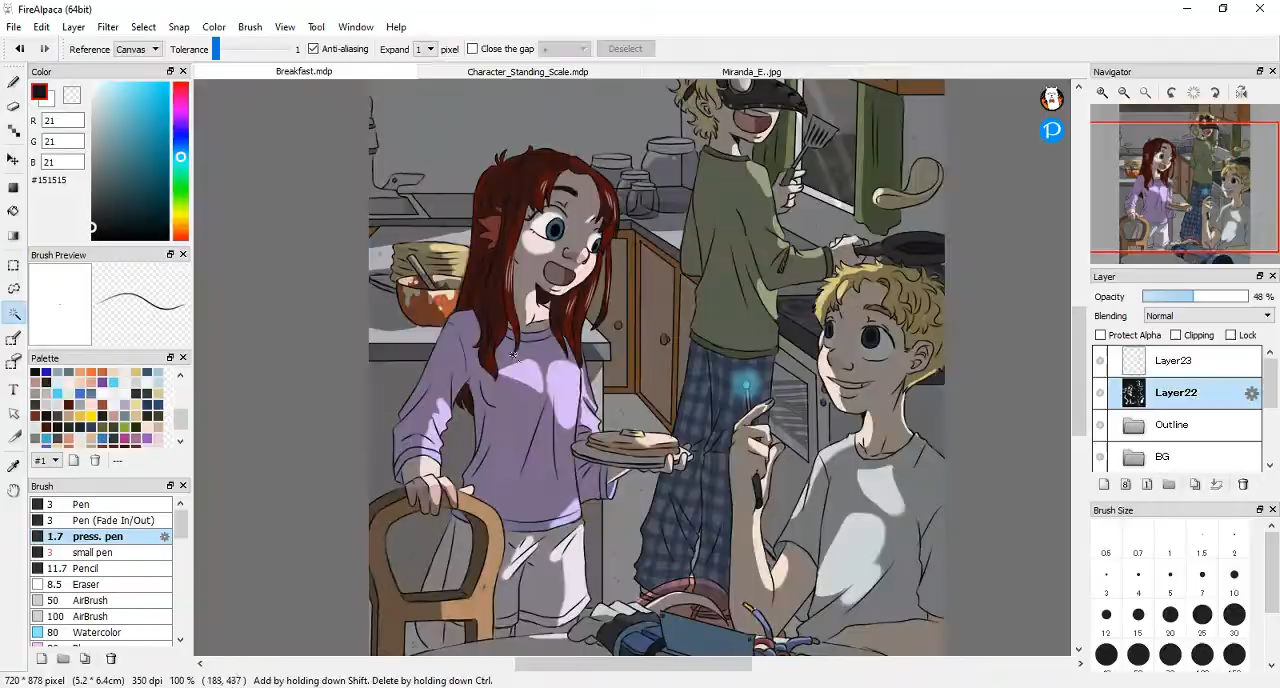 FireAlpaca (64bit)
File Edit Layer Filter Select Snap Color Brush View Tool Window Help
Reference Canvas Tolerance 1 Anti-aliasing Expand 1 pixel Close the gap Deselect
Color
R 21
G 21
B 21
#151515
Brush Preview
Palette
#1 ---
Brush
3 Pen
3 Pen (Fade In/Out)
1.7 press. pen
3 small pen
11.7 Pencil
8.5 Eraser
50 AirBrush
100 AirBrush
80 Watercolor
Breakfast.mdp Character_Standing_Scale.mdp Miranda_E..jpg
Navigator
Layer
Opacity 48 %
Blending Normal
Protect Alpha Clipping Lock
Layer23
Layer22
Outline
BG
Brush Size
0.5 0.7 1 1.5 2
3 4 5 7 10
12 15 20 25 30
720 * 878 pixel (5.2 * 6.4cm) 350 dpi 100 % ( 183, 437 ) Add by holding down Shift. Delete by holding down Ctrl.